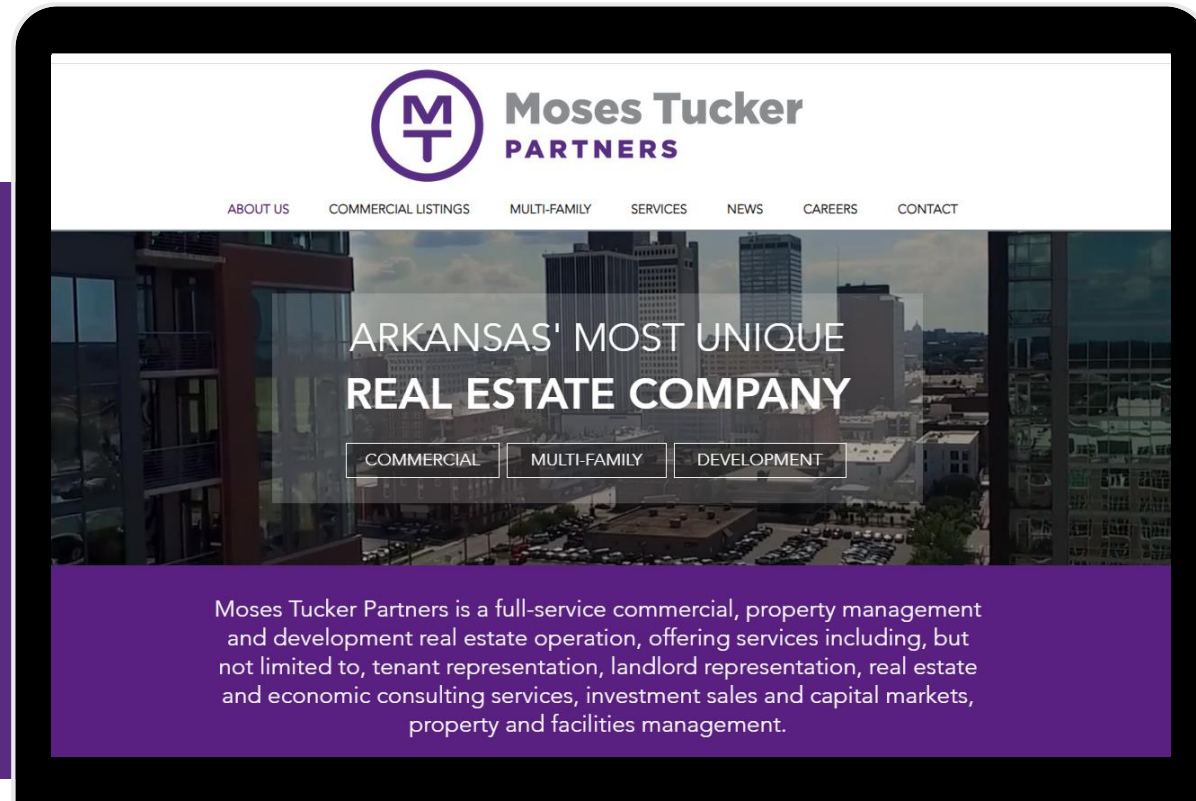 MT
Moses Tucker
PARTNERS
ABOUT US COMMERCIAL LISTINGS MULTI-FAMILY SERVICES NEWS CAREERS CONTACT
ARKANSAS' MOST UNIQUE
REAL ESTATE COMPANY
COMMERCIAL MULTI-FAMILY DEVELOPMENT
Moses Tucker Partners is a full-service commercial, property management
and development real estate operation, offering services including, but
not limited to, tenant representation, landlord representation, real estate
and economic consulting services, investment sales and capital markets,
property and facilities management.